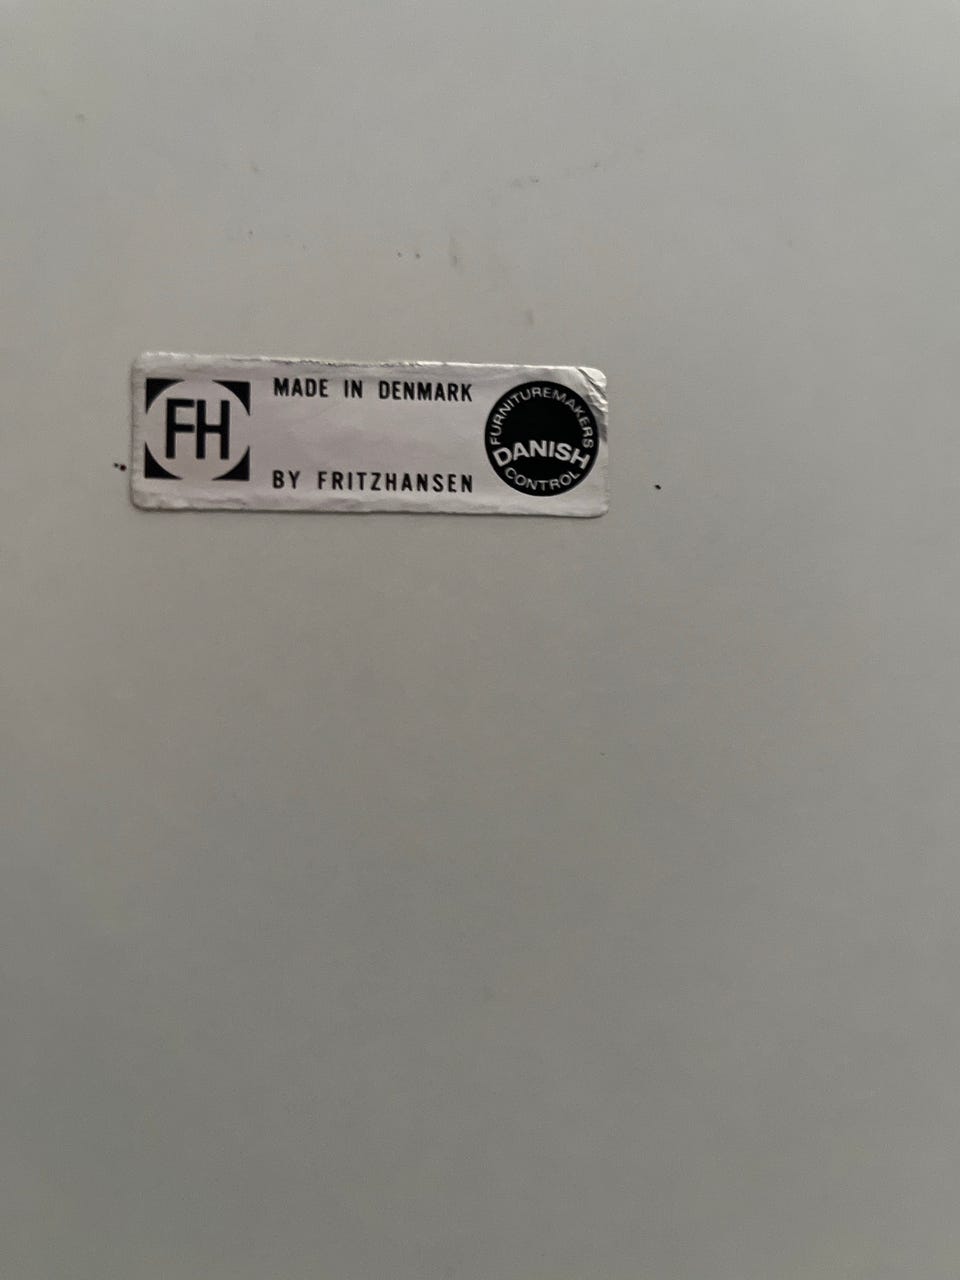 FH
MADE IN DENMARK
BY FRITZHANSEN
FURNITUREMAKERS
DANISH
CONTROL